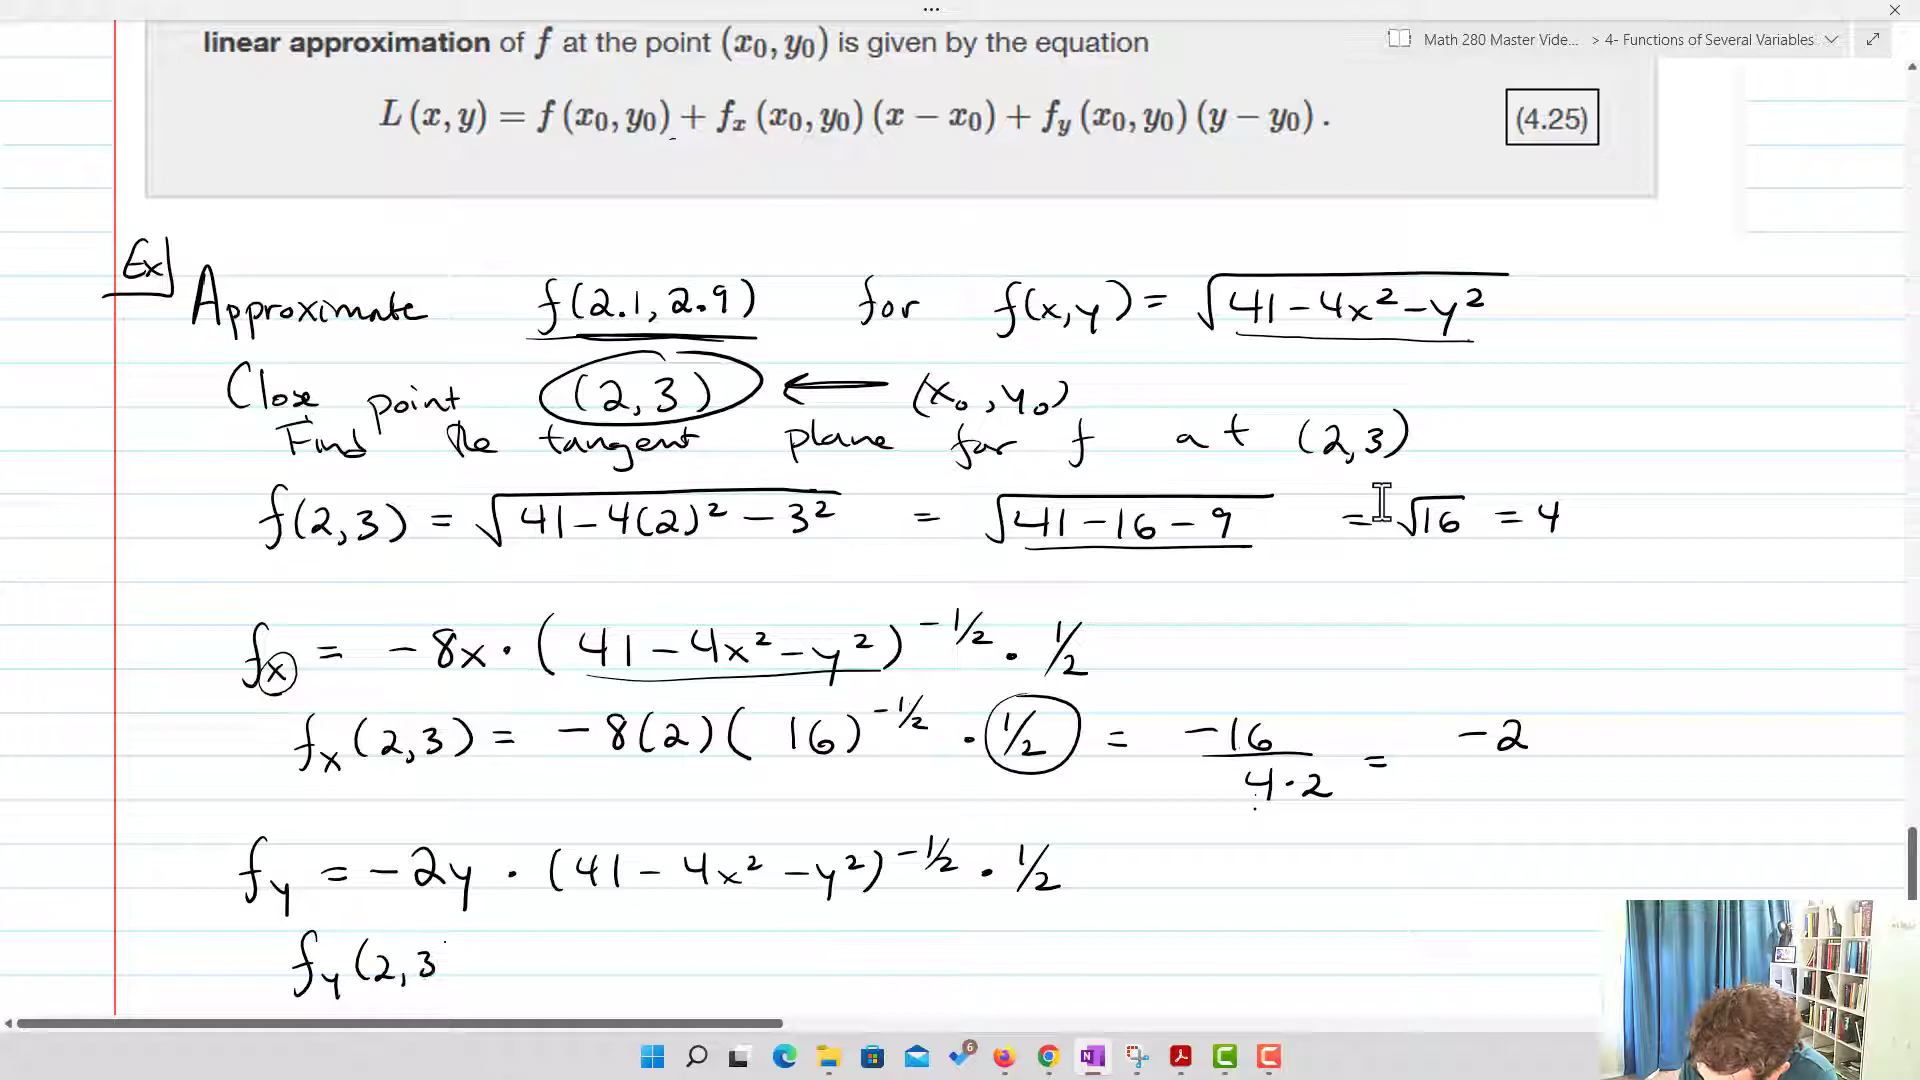 linear approximation of f at the point (x₀, y₀) is given by the equation
Math 280 Master Vide... > 4- Functions of Several Variables
L (x, y) = f (x₀, y₀) + fₓ (x₀, y₀) (x − x₀) + f_y (x₀, y₀) (y − y₀) .
(4.25)
Ex
Approximate f(2.1, 2.9) for f(x,y) = √(41 − 4x² − y²)
Close point (2, 3) ← (x₀, y₀)
Find the tangent plane for f at (2,3)
f(2,3) = √(41 − 4(2)² − 3²) = √(41 − 16 − 9) = √16 = 4
fₓ = −8x · (41 − 4x² − y²)^(−1/2) · 1/2
fₓ(2,3) = −8(2)(16)^(−1/2) · 1/2 = −16/(4·2) = −2
f_y = −2y · (41 − 4x² − y²)^(−1/2) · 1/2
f_y(2,3
6